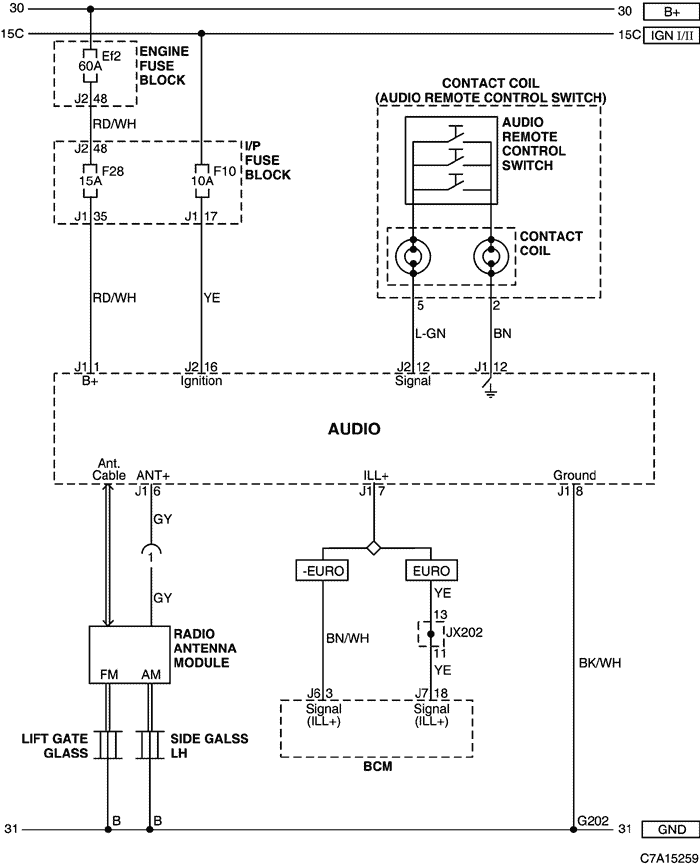 30
30
B+
15C
15C
IGN I/II
Ef2
60A
ENGINE
FUSE
BLOCK
J2 48
RD/WH
CONTACT COIL
(AUDIO REMOTE CONTROL SWITCH)
AUDIO
REMOTE
CONTROL
SWITCH
J2 48
I/P
FUSE
BLOCK
F28
15A
F10
10A
J1 35
J1 17
CONTACT
COIL
RD/WH
YE
5
2
L-GN
BN
J1 1
J2 16
J2 12
J1 12
B+
Ignition
Signal
AUDIO
Ant.
Cable
ANT+
ILL+
Ground
J1 6
J1 7
J1 8
GY
1
-EURO
EURO
GY
YE
13
JX202
11
RADIO
ANTENNA
MODULE
BN/WH
YE
BK/WH
FM
AM
J6 3
J7 18
Signal
(ILL+)
Signal
(ILL+)
LIFT GATE
GLASS
SIDE GALSS
LH
BCM
B
B
G202
31
31
GND
C7A15259